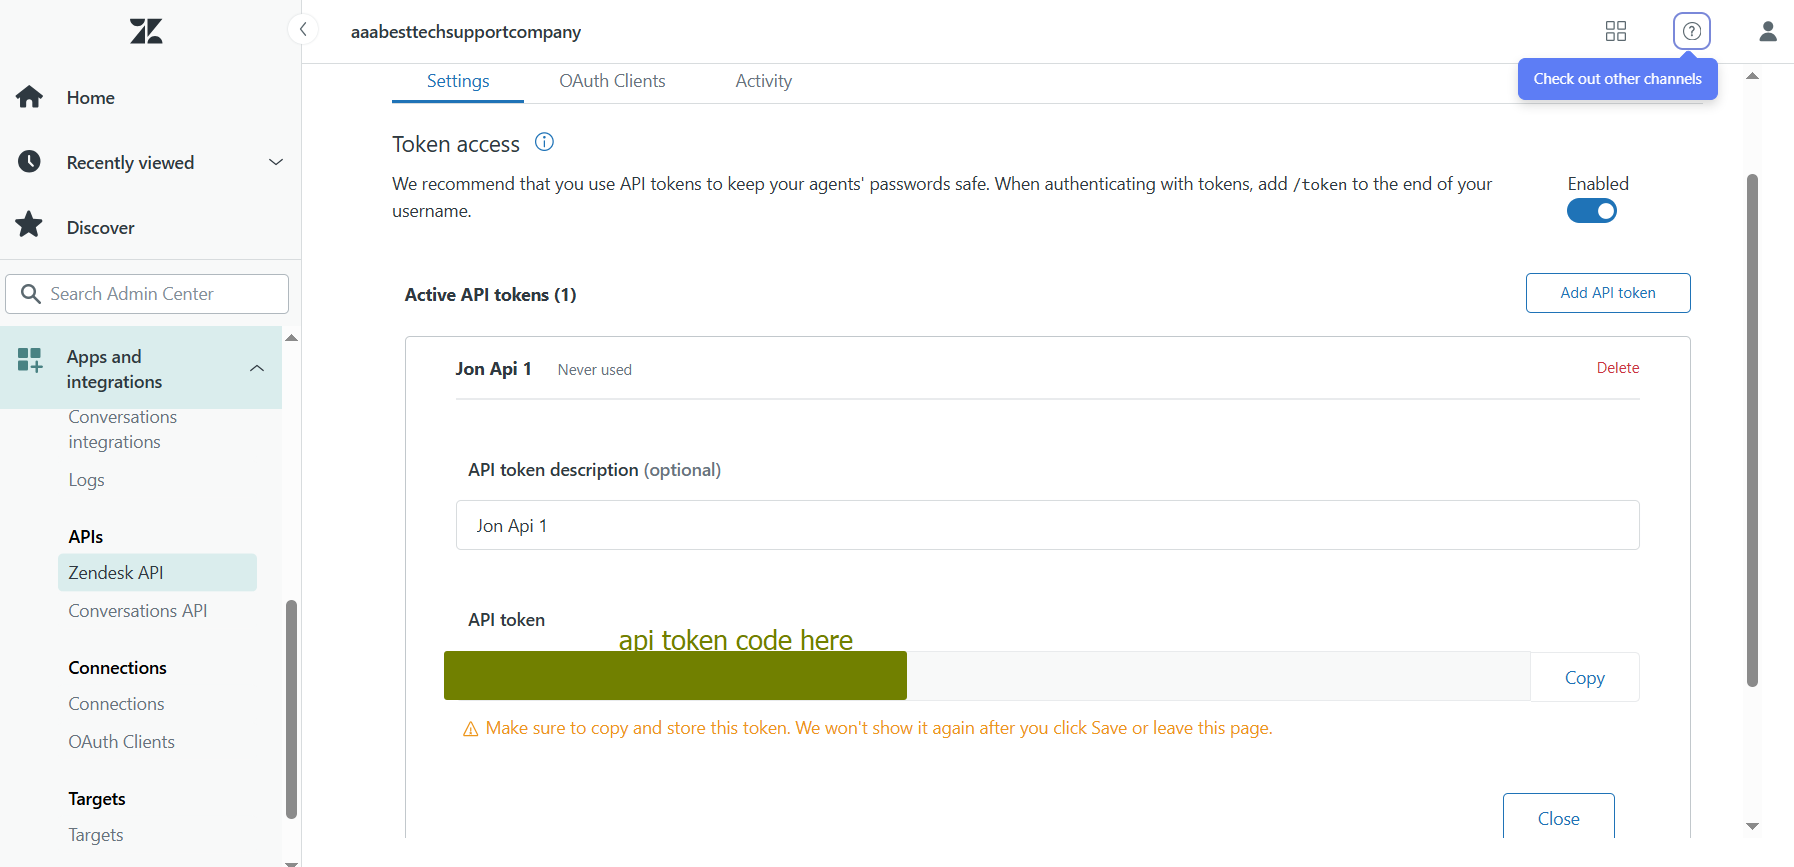 aaabesttechsupportcompany
Check out other channels
Home
Recently viewed
Discover
Search Admin Center
Apps and
integrations
Conversations
integrations
Logs
APIs
Zendesk API
Conversations API
Connections
Connections
OAuth Clients
Targets
Targets
Settings
OAuth Clients
Activity
Token access
We recommend that you use API tokens to keep your agents' passwords safe. When authenticating with tokens, add /token to the end of your
username.
Enabled
Active API tokens (1)
Add API token
Jon Api 1
Never used
Delete
API token description (optional)
Jon Api 1
API token
api token code here
Copy
Make sure to copy and store this token. We won't show it again after you click Save or leave this page.
Close